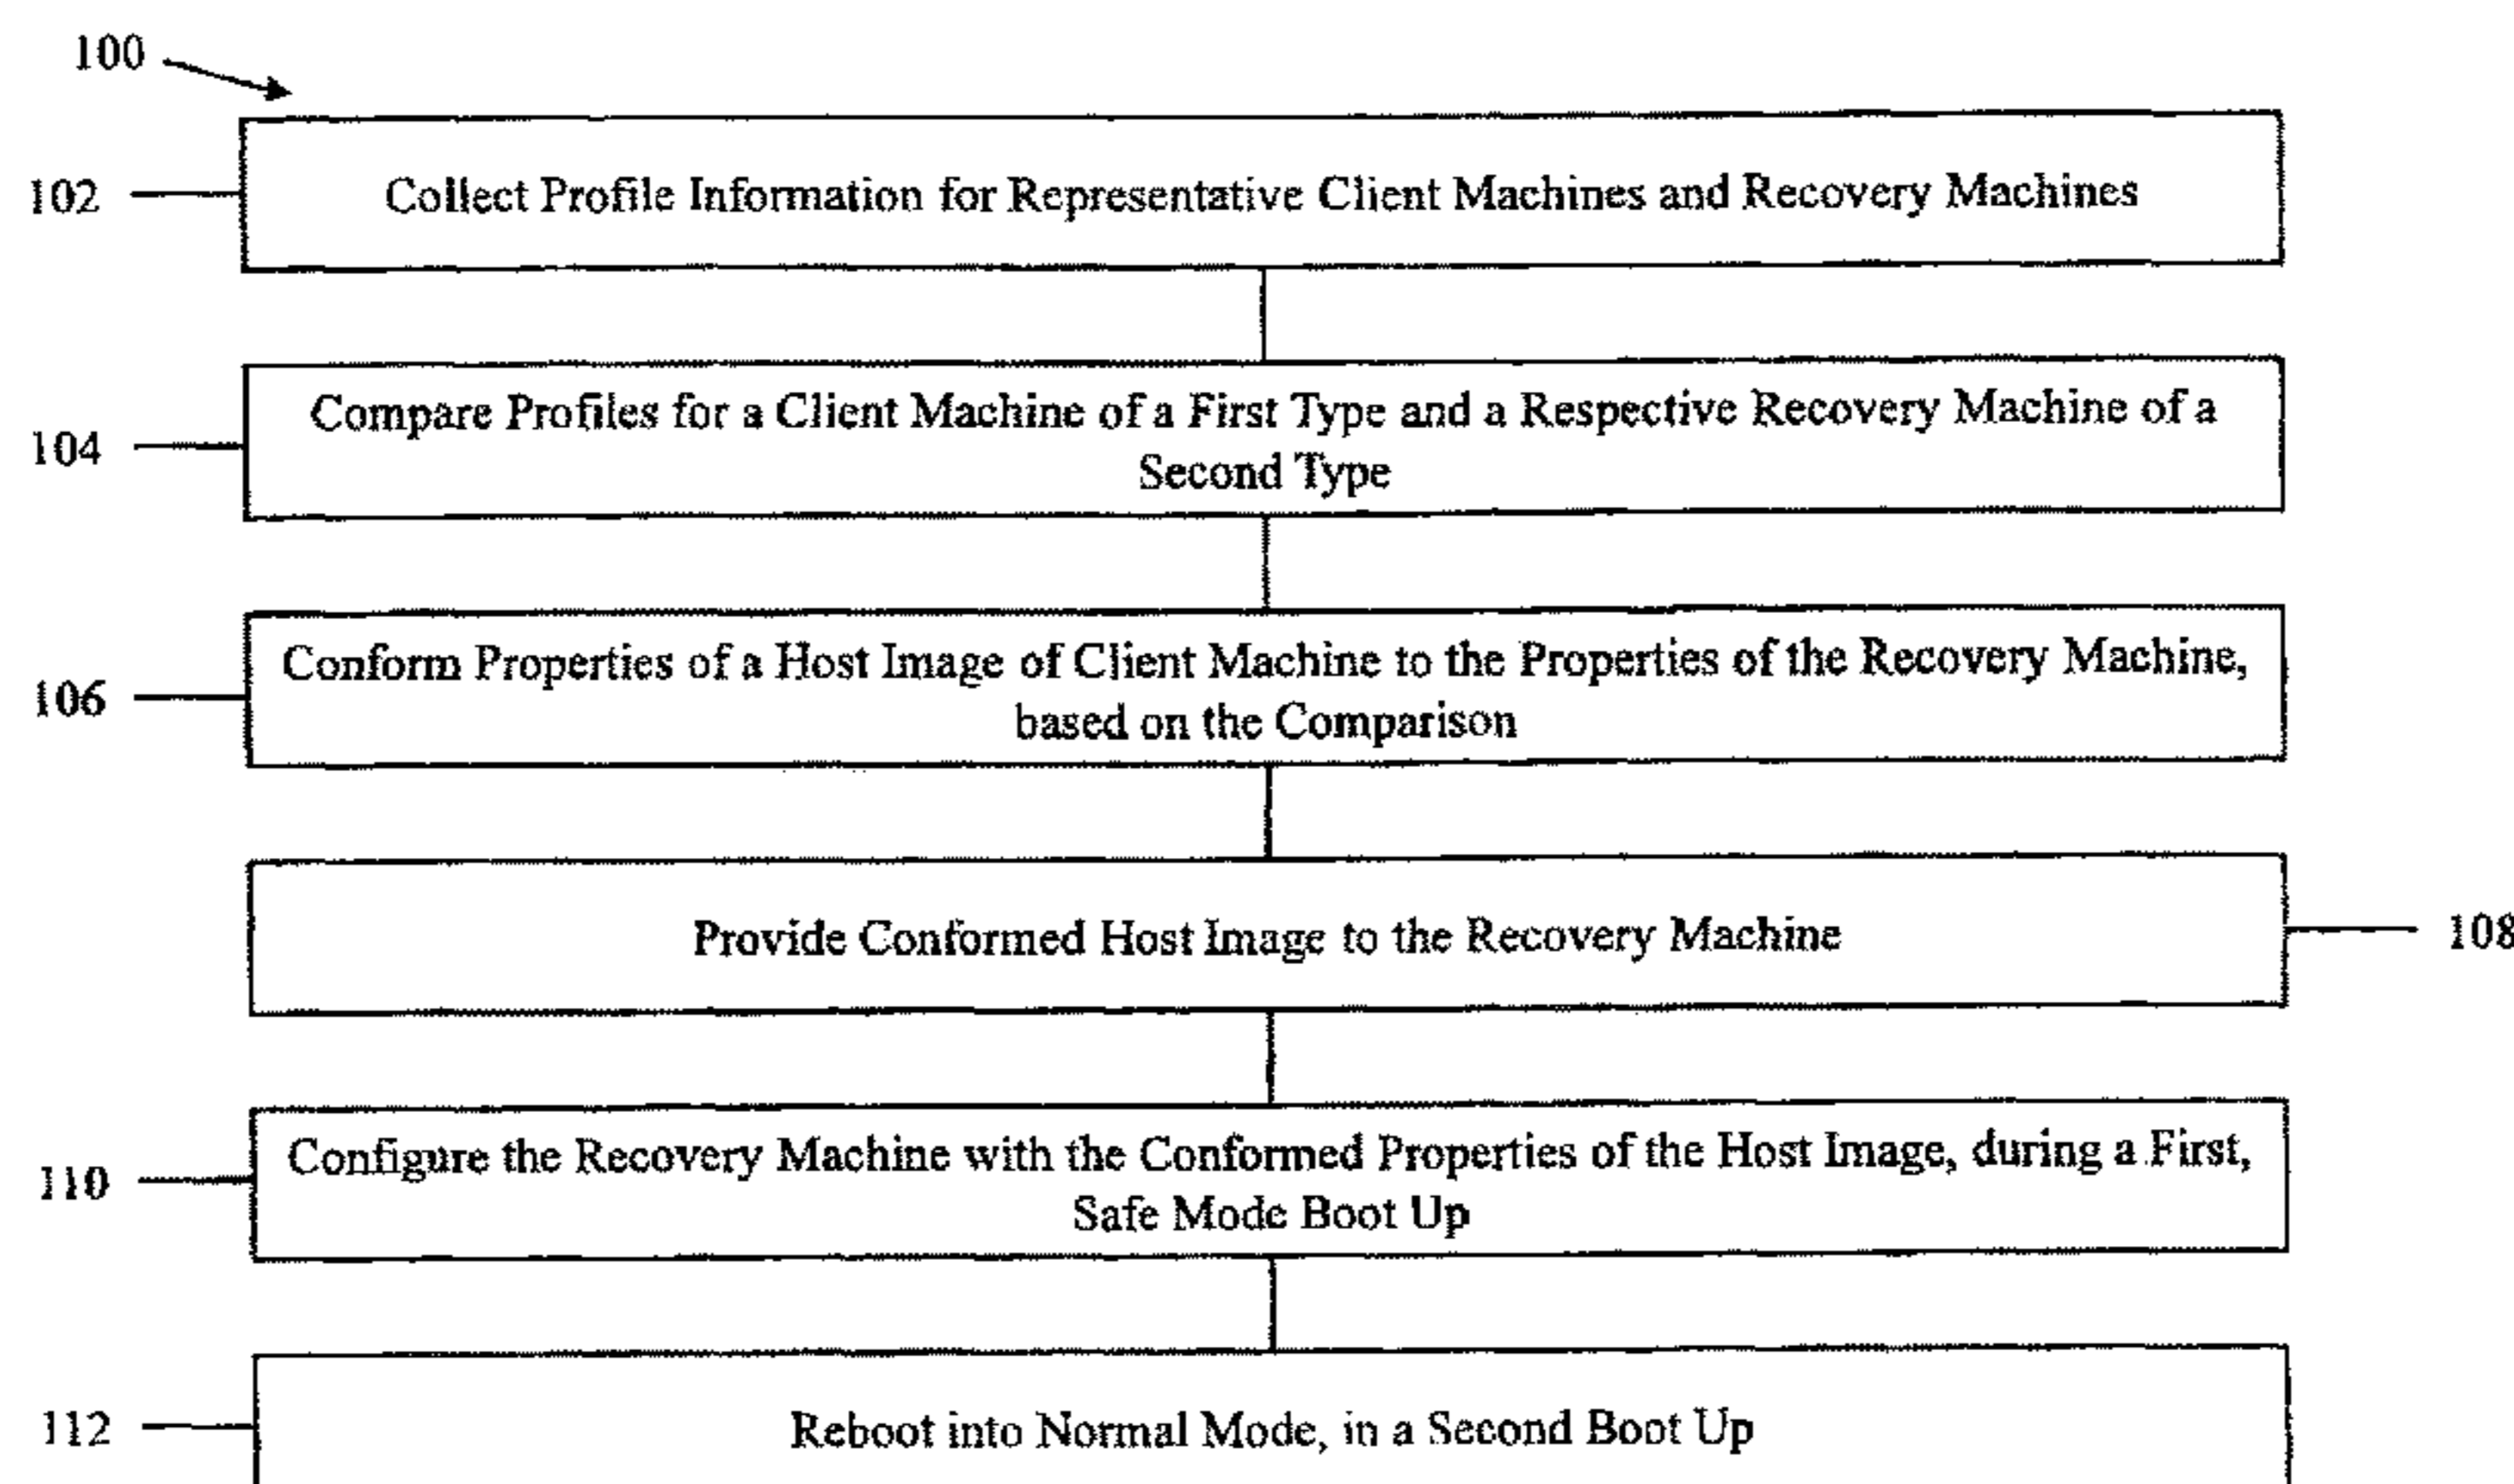 100
102
Collect Profile Information for Representative Client Machines and Recovery Machines
104
Compare Profiles for a Client Machine of a First Type and a Respective Recovery Machine of a
Second Type
106
Conform Properties of a Host Image of Client Machine to the Properties of the Recovery Machine,
based on the Comparison
Provide Conformed Host Image to the Recovery Machine
108
110
Configure the Recovery Machine with the Conformed Properties of the Host Image, during a First,
Safe Mode Boot Up
112
Reboot into Normal Mode, in a Second Boot Up